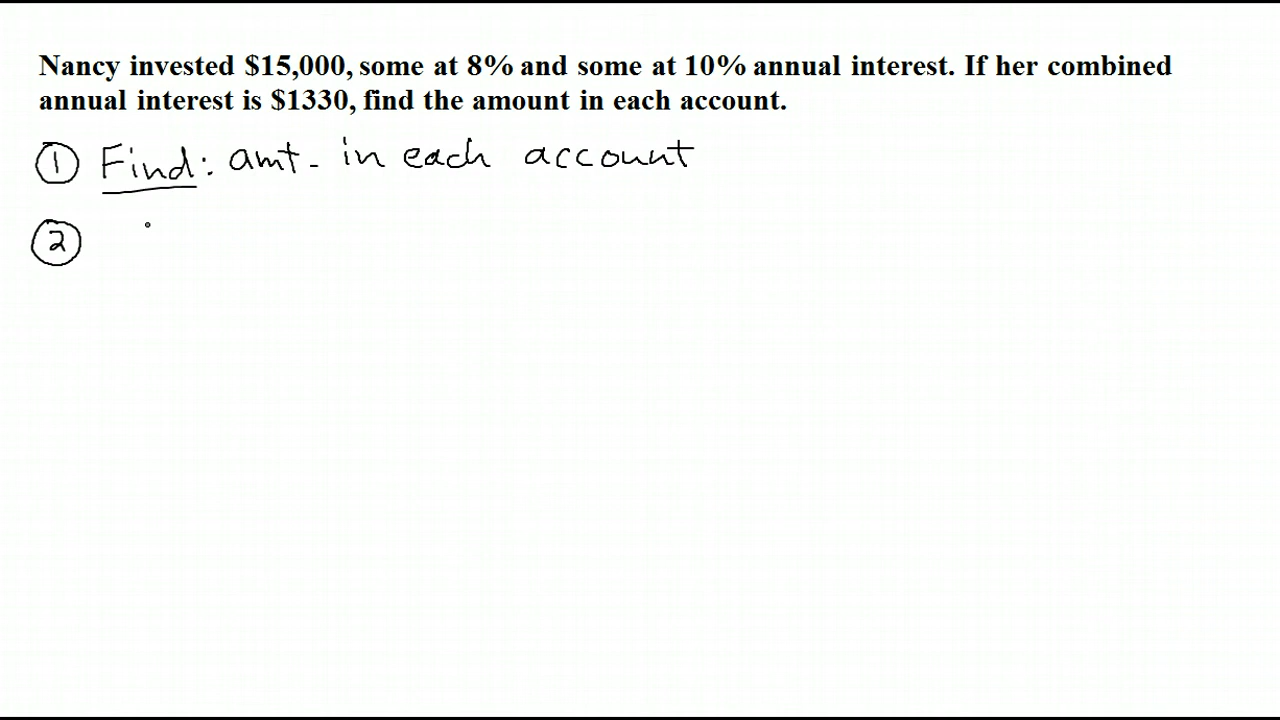 Nancy invested $15,000, some at 8% and some at 10% annual interest. If her combined
annual interest is $1330, find the amount in each account.
① Find: amt. in each account
②